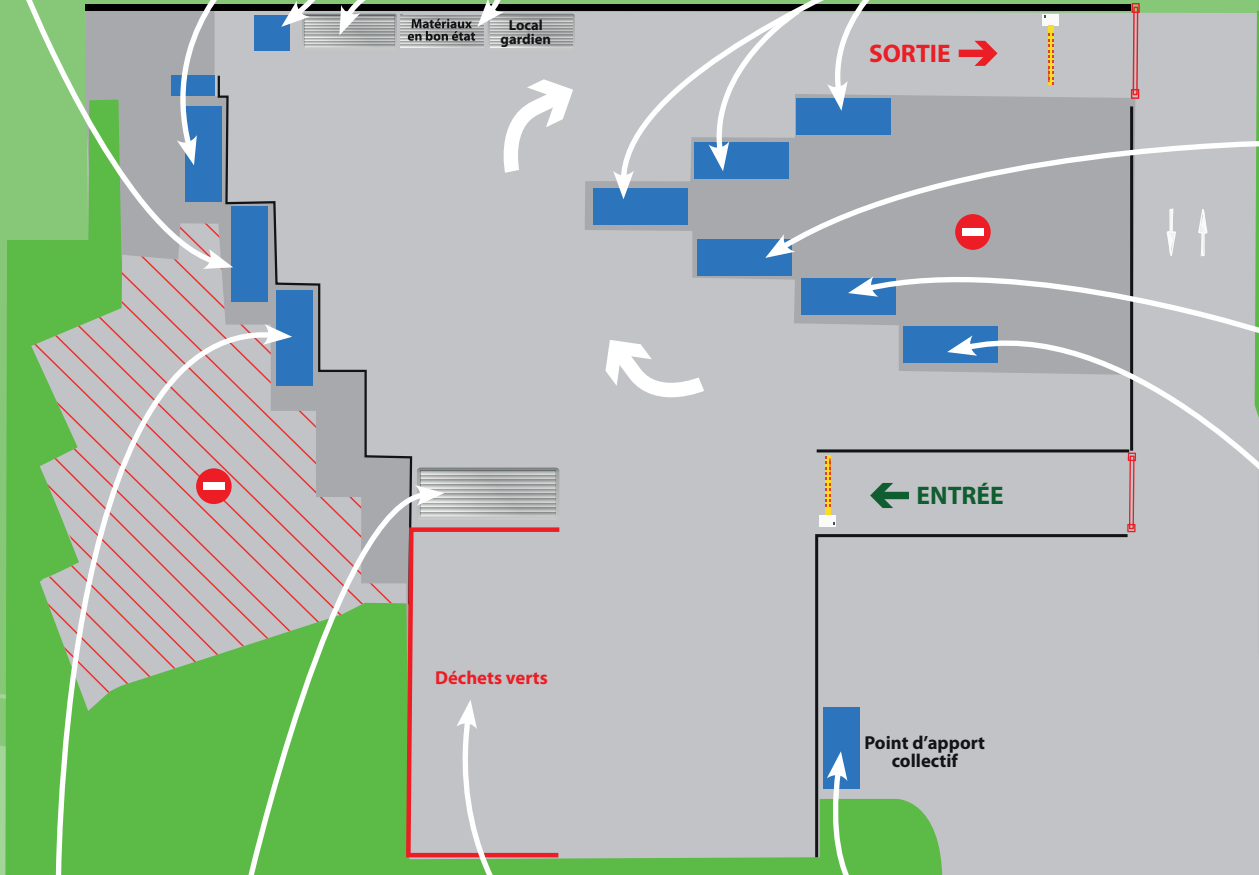 Matériaux
en bon état
Local
gardien
SORTIE
ENTRÉE
Déchets verts
Point d'apport
collectif